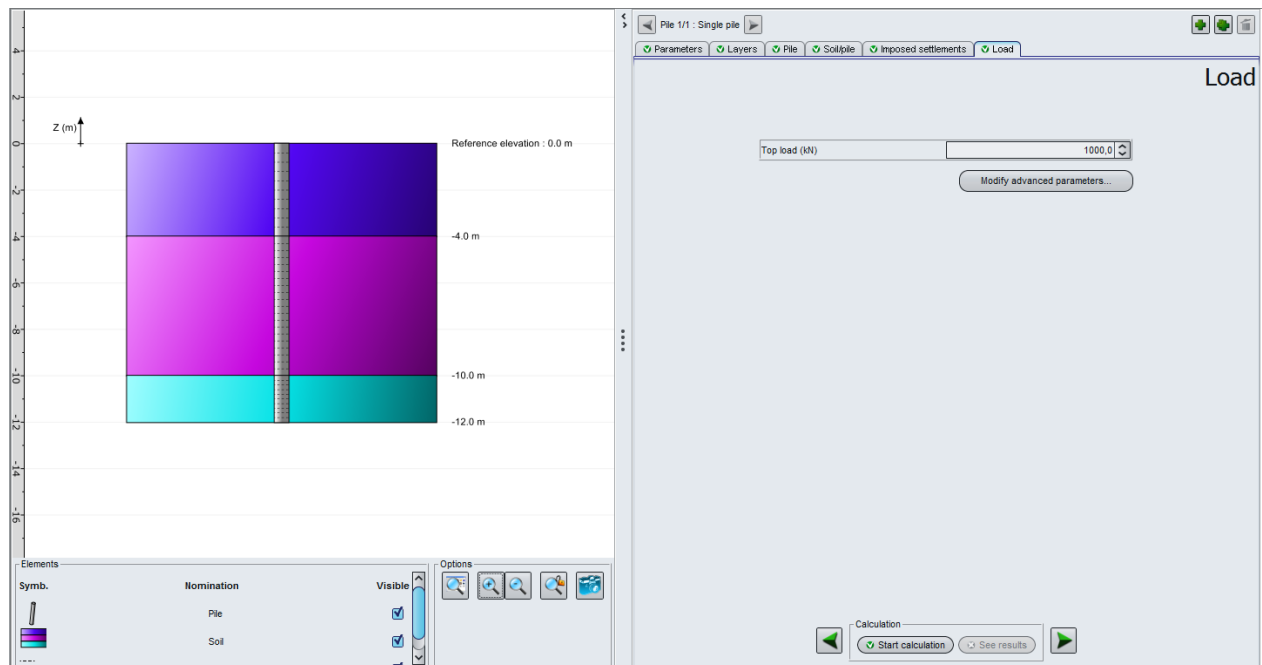 Pile 1/1 : Single pile
Parameters Layers Pile Soil/pile Imposed settlements Load
Load
Top load (kN) 1000,0
Modify advanced parameters...
4
2
Z (m)
0
Reference elevation : 0.0 m
-2
-4
-4.0 m
-6
-8
-10
-10.0 m
-12
-12.0 m
-14
-16
Elements
Symb. Nomination Visible
Pile
Soil
Options
Calculation
Start calculation See results